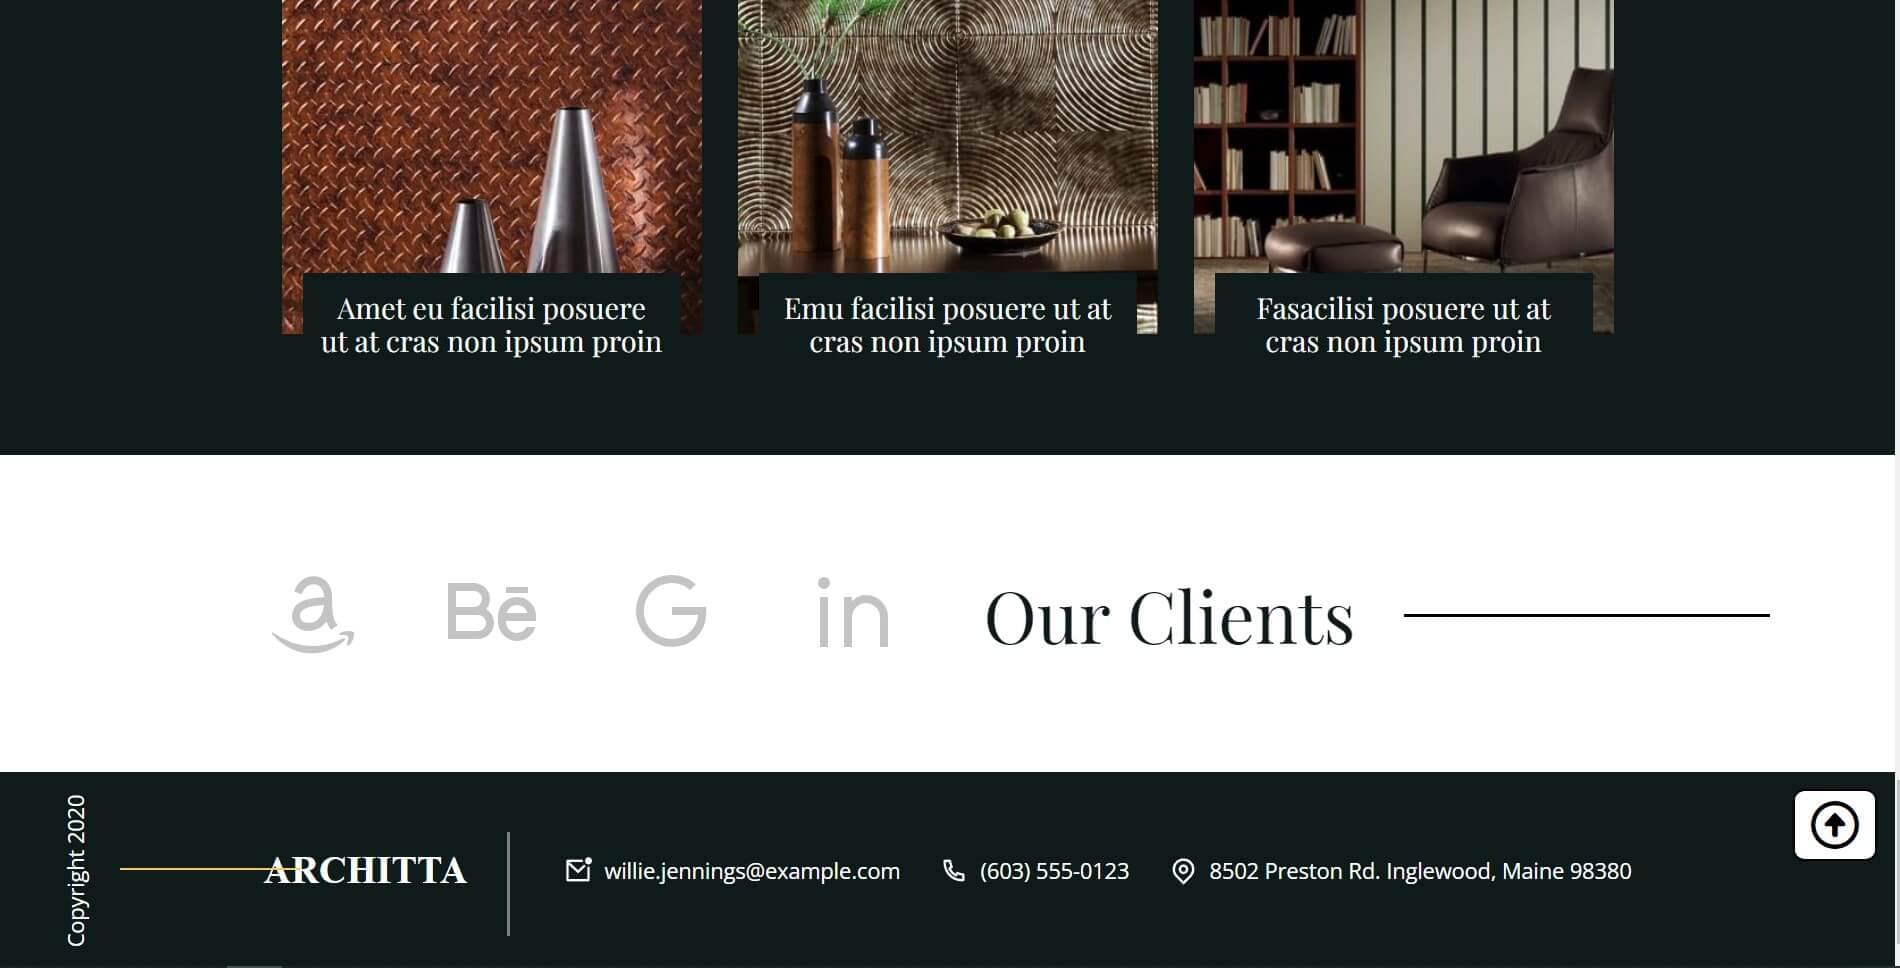 Amet eu facilisi posuere
ut at cras non ipsum proin
Emu facilisi posuere ut at
cras non ipsum proin
Fasacilisi posuere ut at
cras non ipsum proin
a
Bē
G
in
Our Clients
Copyright 2020
ARCHITTA
willie.jennings@example.com
(603) 555-0123
8502 Preston Rd. Inglewood, Maine 98380